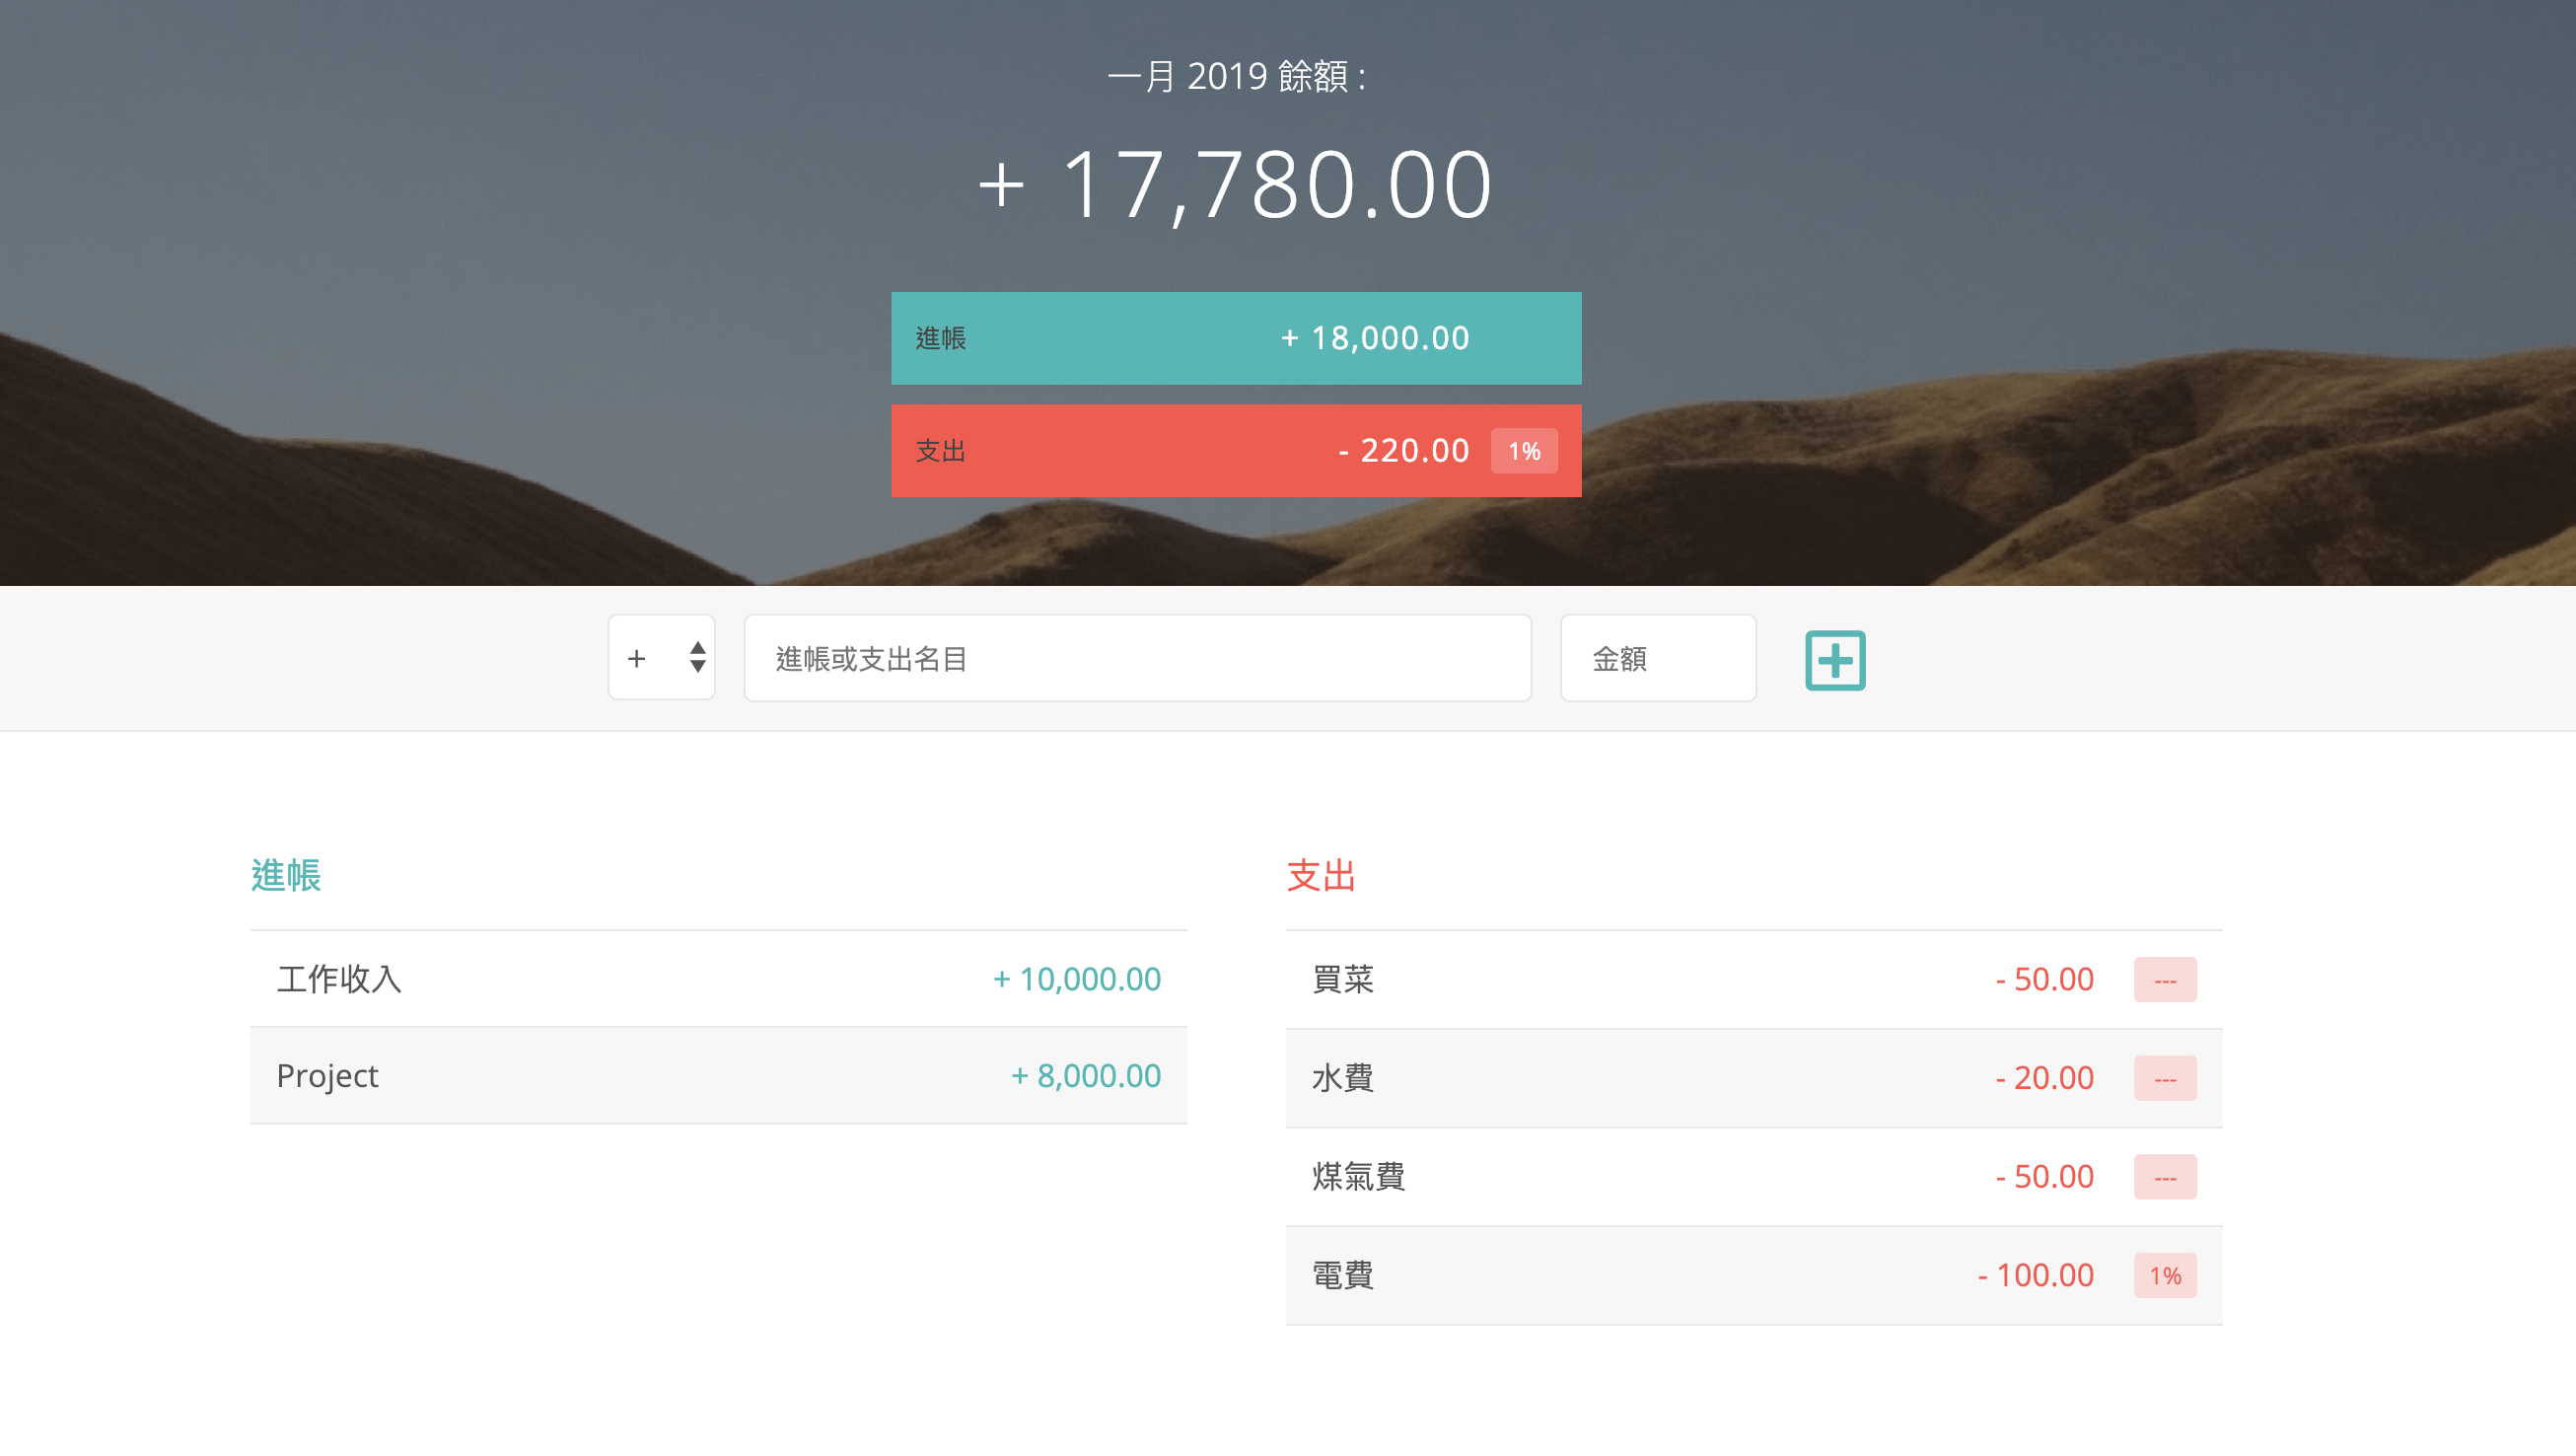 一月 2019 餘額 :
+ 17,780.00
進帳 + 18,000.00
支出 - 220.00 1%
+ 進帳或支出名目 金額
進帳
工作收入 + 10,000.00
Project + 8,000.00
支出
買菜 - 50.00 ---
水費 - 20.00 ---
煤氣費 - 50.00 ---
電費 - 100.00 1%